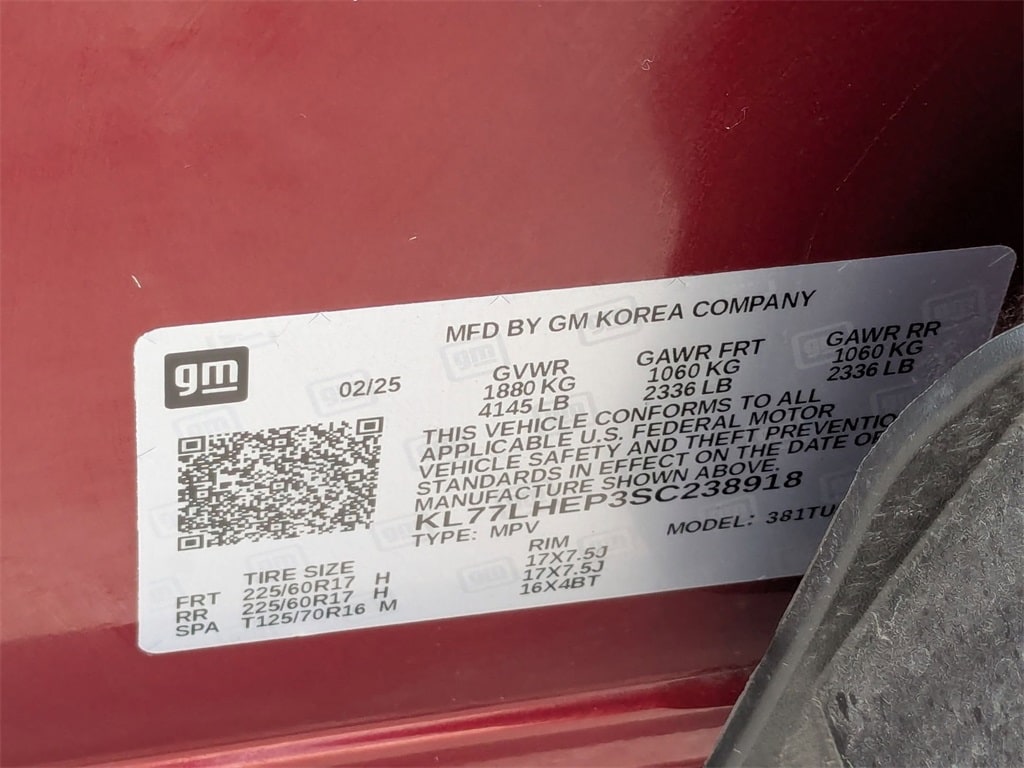 MFD BY GM KOREA COMPANY
gm
02/25
GVWR GAWR FRT GAWR RR
1880 KG 1060 KG 1060 KG
4145 LB 2336 LB 2336 LB
THIS VEHICLE CONFORMS TO ALL
APPLICABLE U.S. FEDERAL MOTOR
VEHICLE SAFETY AND THEFT PREVENTIO
STANDARDS IN EFFECT ON THE DATE OF
MANUFACTURE SHOWN ABOVE.
KL77LHEP3SC238918
TYPE: MPV MODEL: 381TU
TIRE SIZE RIM
FRT 225/60R17 H 17X7.5J
RR 225/60R17 H 17X7.5J
SPA T125/70R16 M 16X4BT